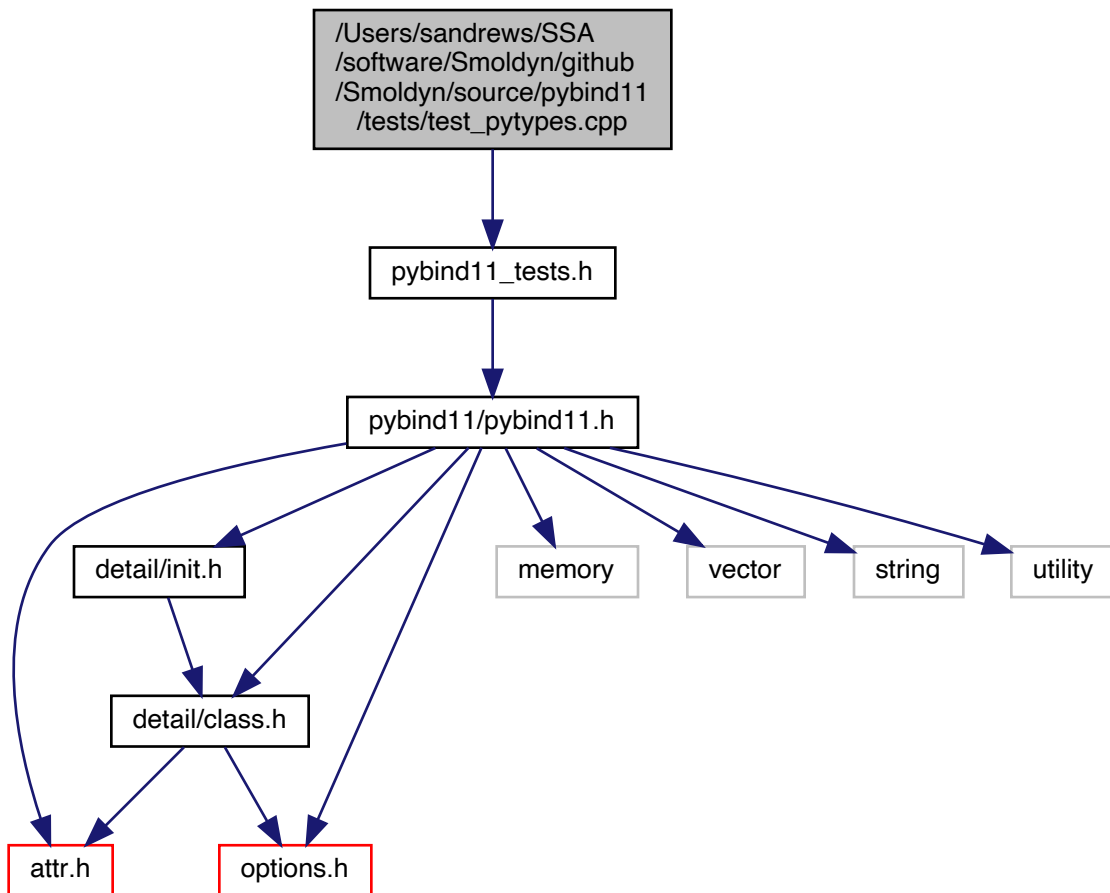 /Users/sandrews/SSA
/software/Smoldyn/github
/Smoldyn/source/pybind11
/tests/test_pytypes.cpp
pybind11_tests.h
pybind11/pybind11.h
detail/init.h
memory
vector
string
utility
detail/class.h
attr.h
options.h